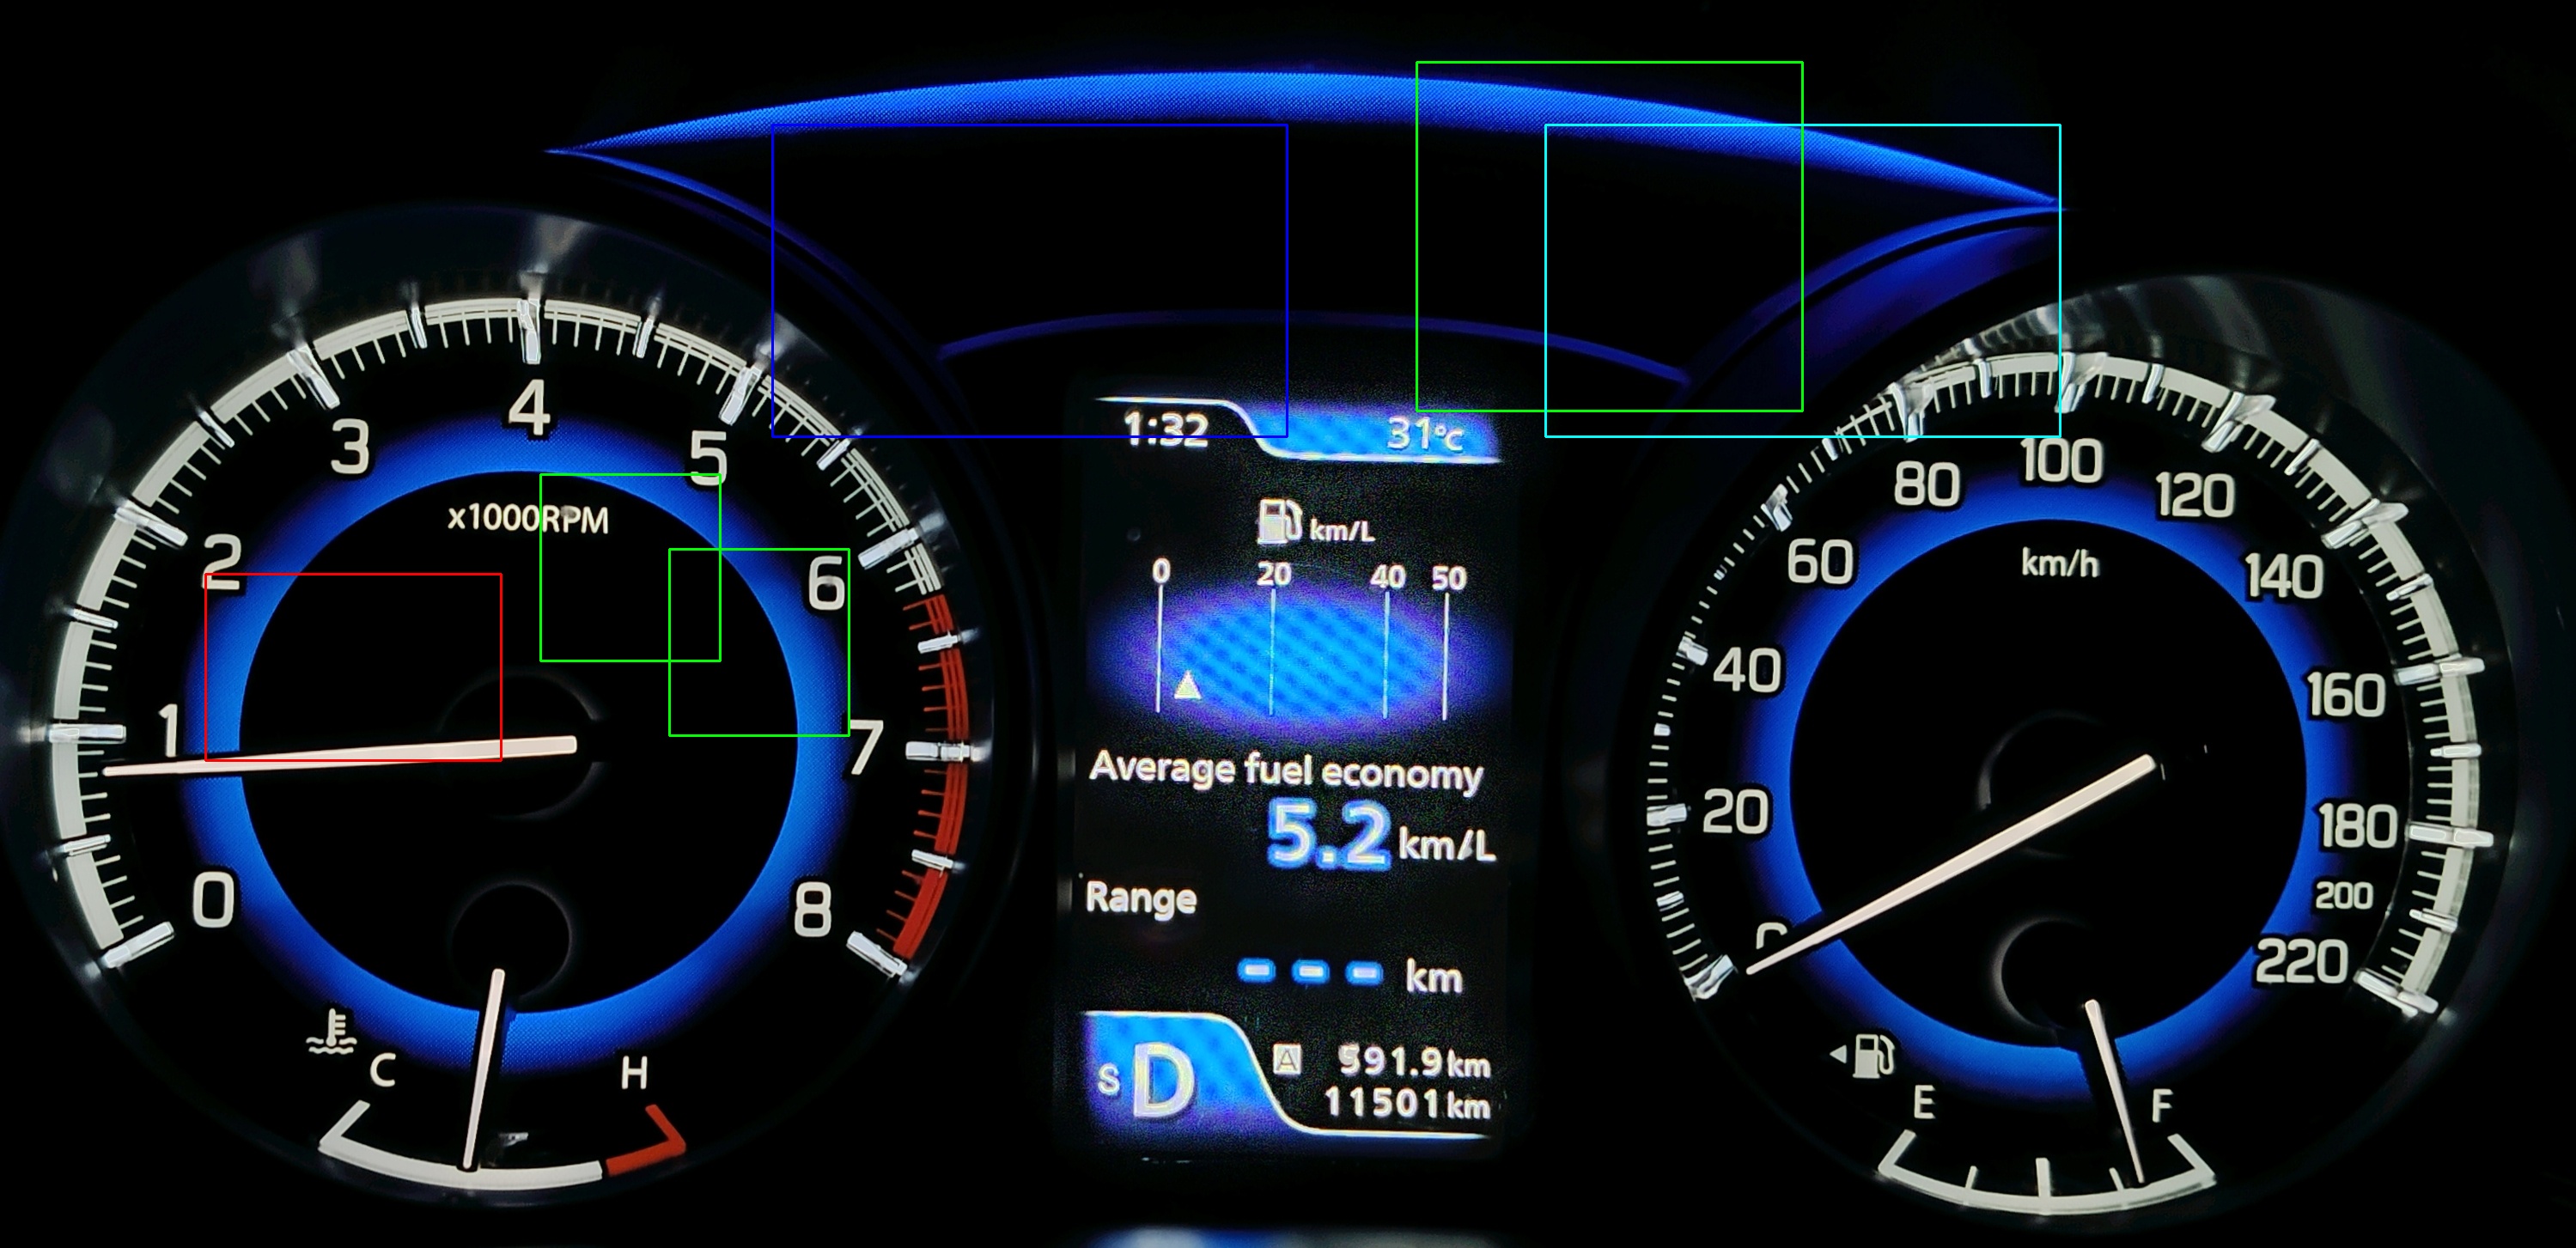 0
1
2
3
4
5
6
7
8
x1000RPM
C
H
1:32
31°C
km/L
0 20 40 50
Average fuel economy
5.2 km/L
Range
--- km
S D
A 591.9 km
11501 km
0
20
40
60
80
100
120
140
160
180
200
220
km/h
E
F